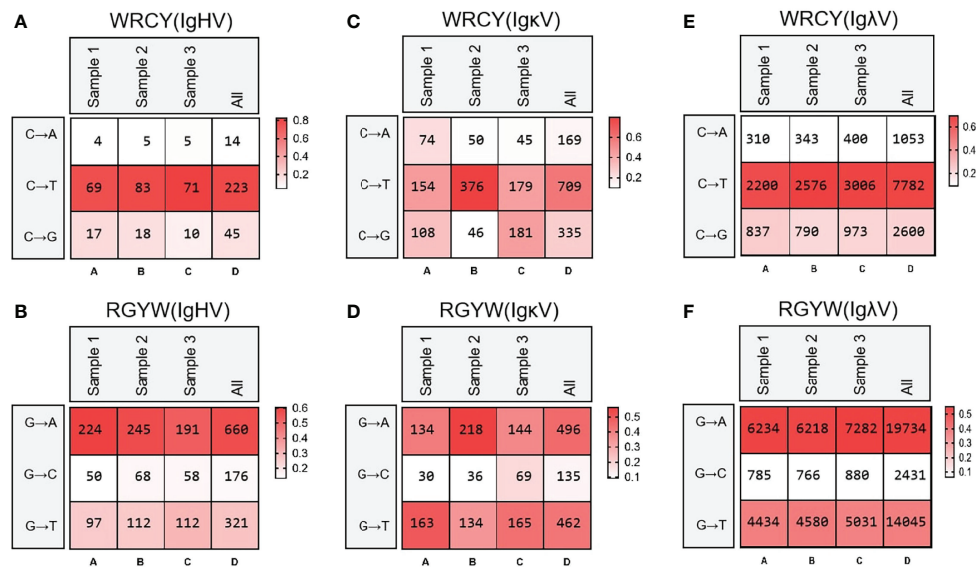 A
WRCY(IgHV)
Sample 1
Sample 2
Sample 3
All
C→A
4 5 5 14
C→T
69 83 71 223
C→G
17 18 10 45
A B C D
0.8
0.6
0.4
0.2
C
WRCY(IgκV)
Sample 1
Sample 2
Sample 3
All
C→A
74 50 45 169
C→T
154 376 179 709
C→G
108 46 181 335
A B C D
0.6
0.4
0.2
E
WRCY(IgλV)
Sample 1
Sample 2
Sample 3
All
C→A
310 343 400 1053
C→T
2200 2576 3006 7782
C→G
837 790 973 2600
A B C D
0.6
0.4
0.2
B
RGYW(IgHV)
Sample 1
Sample 2
Sample 3
All
G→A
224 245 191 660
G→C
50 68 58 176
G→T
97 112 112 321
A B C D
0.6
0.5
0.4
0.3
0.2
D
RGYW(IgκV)
Sample 1
Sample 2
Sample 3
All
G→A
134 218 144 496
G→C
30 36 69 135
G→T
163 134 165 462
A B C D
0.5
0.4
0.3
0.2
0.1
F
RGYW(IgλV)
Sample 1
Sample 2
Sample 3
All
G→A
6234 6218 7282 19734
G→C
785 766 880 2431
G→T
4434 4580 5031 14045
A B C D
0.5
0.4
0.3
0.2
0.1